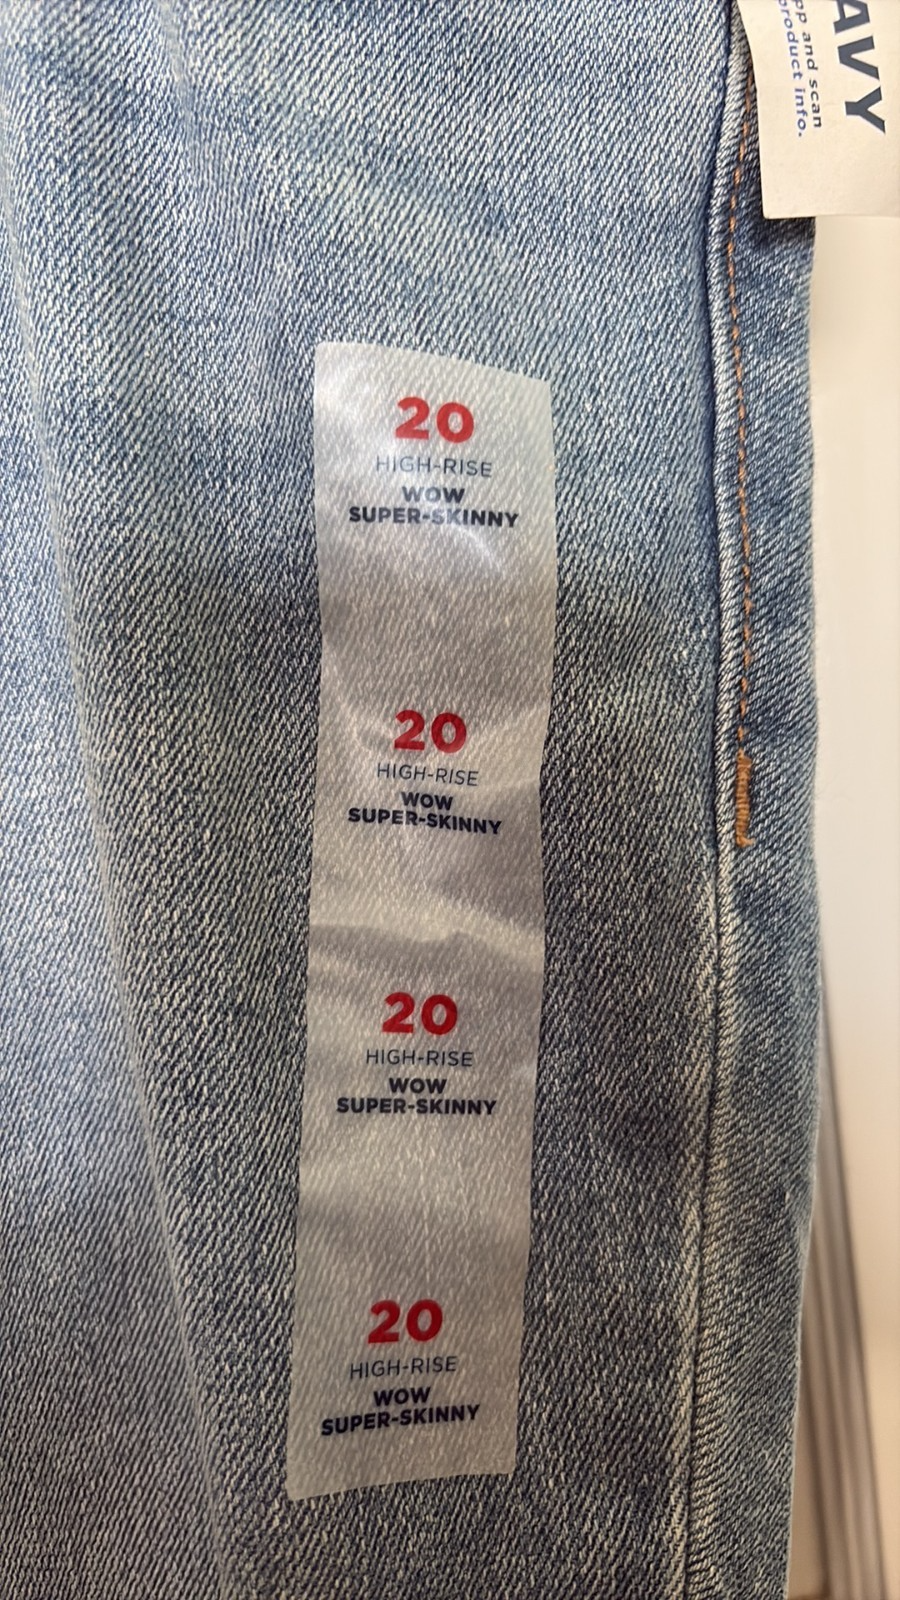 AVY
pp and scan
product info.
20
HIGH-RISE
WOW
SUPER-SKINNY
20
HIGH-RISE
WOW
SUPER-SKINNY
20
HIGH-RISE
WOW
SUPER-SKINNY
20
HIGH-RISE
WOW
SUPER-SKINNY